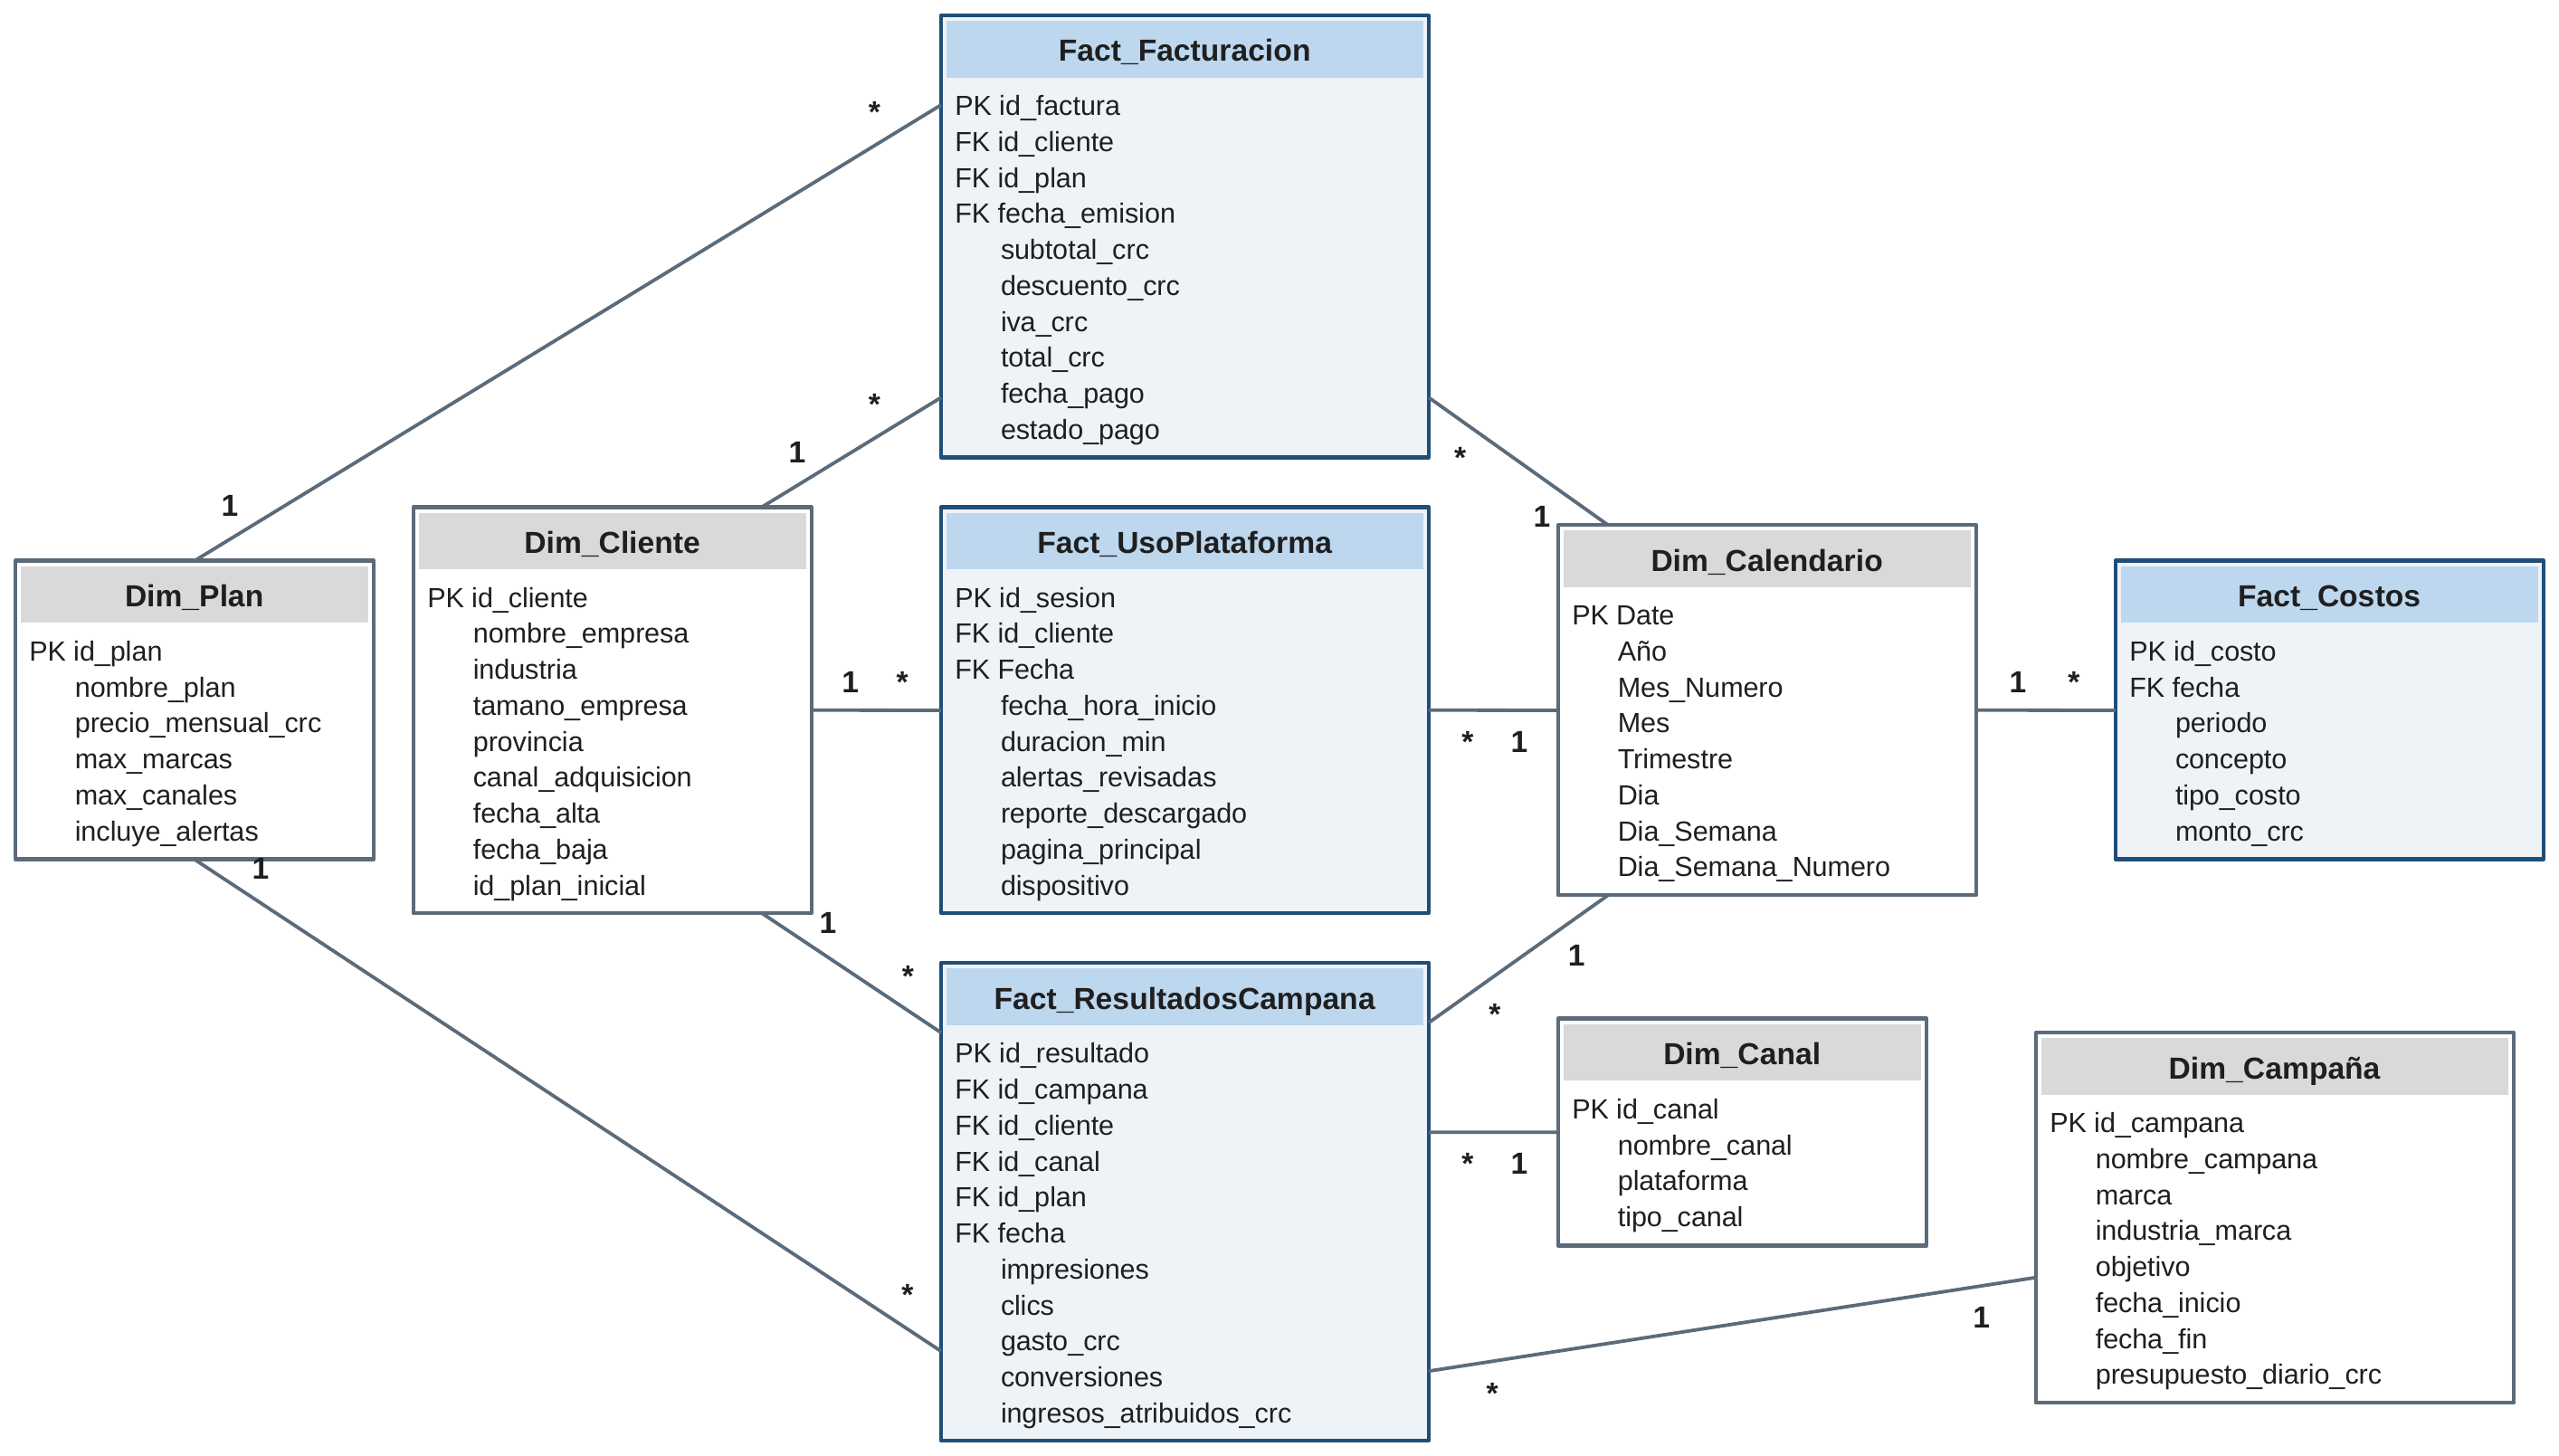 Fact_Facturacion
PK id_factura
FK id_cliente
FK id_plan
FK fecha_emision
subtotal_crc
descuento_crc
iva_crc
total_crc
fecha_pago
estado_pago
*
*
1
1
*
1
Dim_Plan
PK id_plan
nombre_plan
precio_mensual_crc
max_marcas
max_canales
incluye_alertas
1
Dim_Cliente
PK id_cliente
nombre_empresa
industria
tamano_empresa
provincia
canal_adquisicion
fecha_alta
fecha_baja
id_plan_inicial
1 *
1
*
Fact_UsoPlataforma
PK id_sesion
FK id_cliente
FK Fecha
fecha_hora_inicio
duracion_min
alertas_revisadas
reporte_descargado
pagina_principal
dispositivo
* 1
Dim_Calendario
PK Date
Año
Mes_Numero
Mes
Trimestre
Dia
Dia_Semana
Dia_Semana_Numero
1 *
Fact_Costos
PK id_costo
FK fecha
periodo
concepto
tipo_costo
monto_crc
1
*
Fact_ResultadosCampana
PK id_resultado
FK id_campana
FK id_cliente
FK id_canal
FK id_plan
FK fecha
impresiones
clics
gasto_crc
conversiones
ingresos_atribuidos_crc
*
* 1
Dim_Canal
PK id_canal
nombre_canal
plataforma
tipo_canal
Dim_Campaña
PK id_campana
nombre_campana
marca
industria_marca
objetivo
fecha_inicio
fecha_fin
presupuesto_diario_crc
1
*